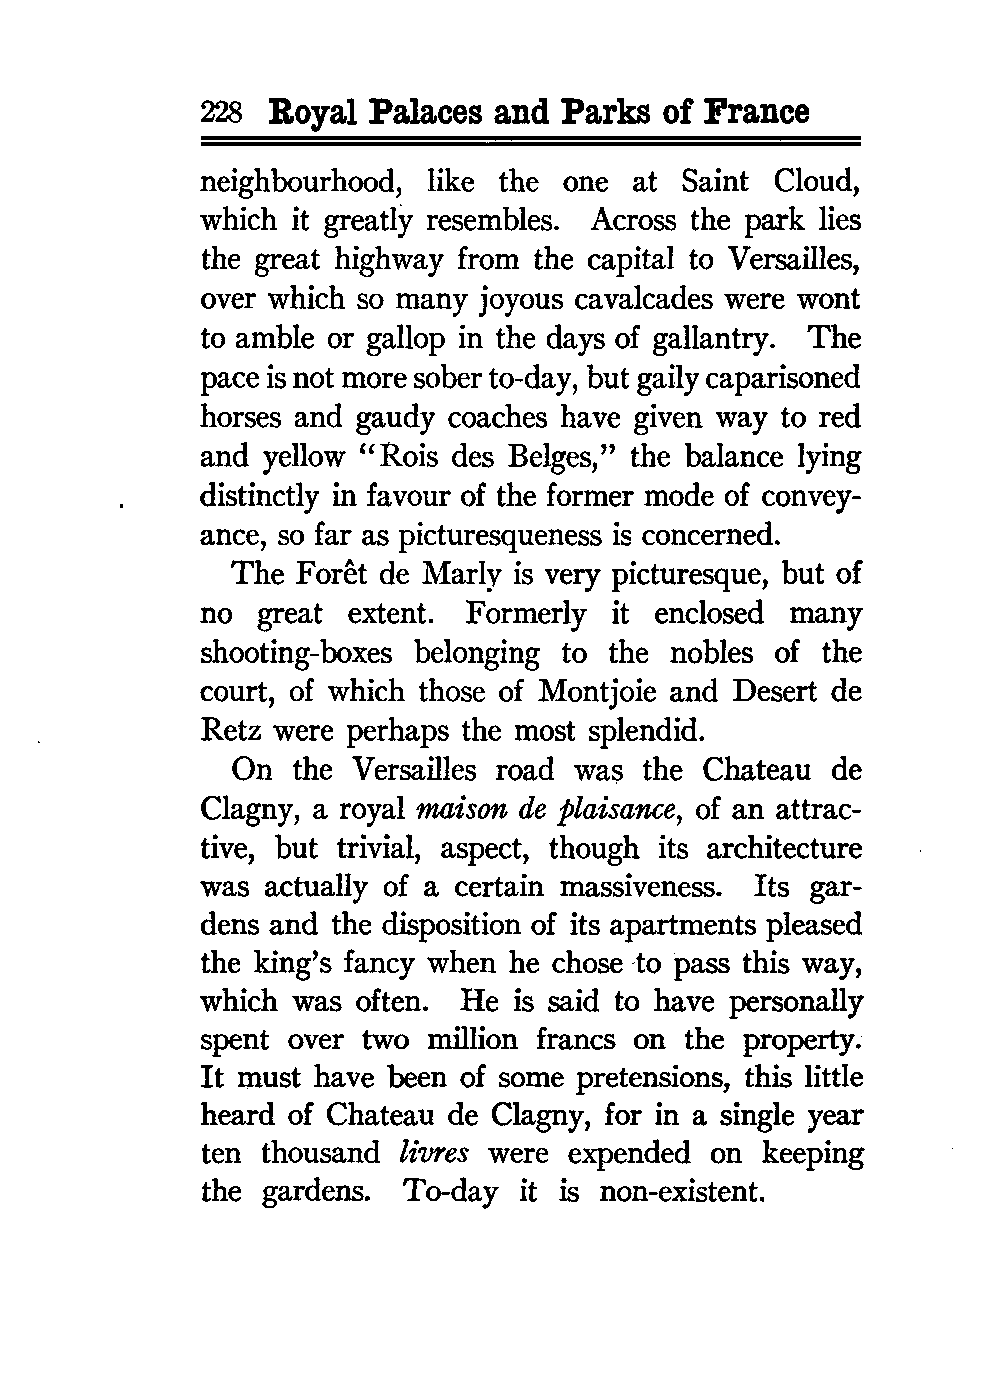 228 Royal Palaces and Parks of France
neighbourhood, like the one at Saint Cloud,
which it greatly resembles. Across the park lies
the great highway from the capital to Versailles,
over which so many joyous cavalcades were wont
to amble or gallop in the days of gallantry. The
pace is not more sober to-day, but gaily caparisoned
horses and gaudy coaches have given way to red
and yellow “Rois des Belges,” the balance lying
distinctly in favour of the former mode of convey-
ance, so far as picturesqueness is concerned.
The Forêt de Marly is very picturesque, but of
no great extent. Formerly it enclosed many
shooting-boxes belonging to the nobles of the
court, of which those of Montjoie and Desert de
Retz were perhaps the most splendid.
On the Versailles road was the Chateau de
Clagny, a royal maison de plaisance, of an attrac-
tive, but trivial, aspect, though its architecture
was actually of a certain massiveness. Its gar-
dens and the disposition of its apartments pleased
the king’s fancy when he chose to pass this way,
which was often. He is said to have personally
spent over two million francs on the property.
It must have been of some pretensions, this little
heard of Chateau de Clagny, for in a single year
ten thousand livres were expended on keeping
the gardens. To-day it is non-existent.